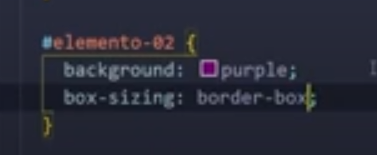 #elemento-02 {
background: purple;
box-sizing: border-box;
}